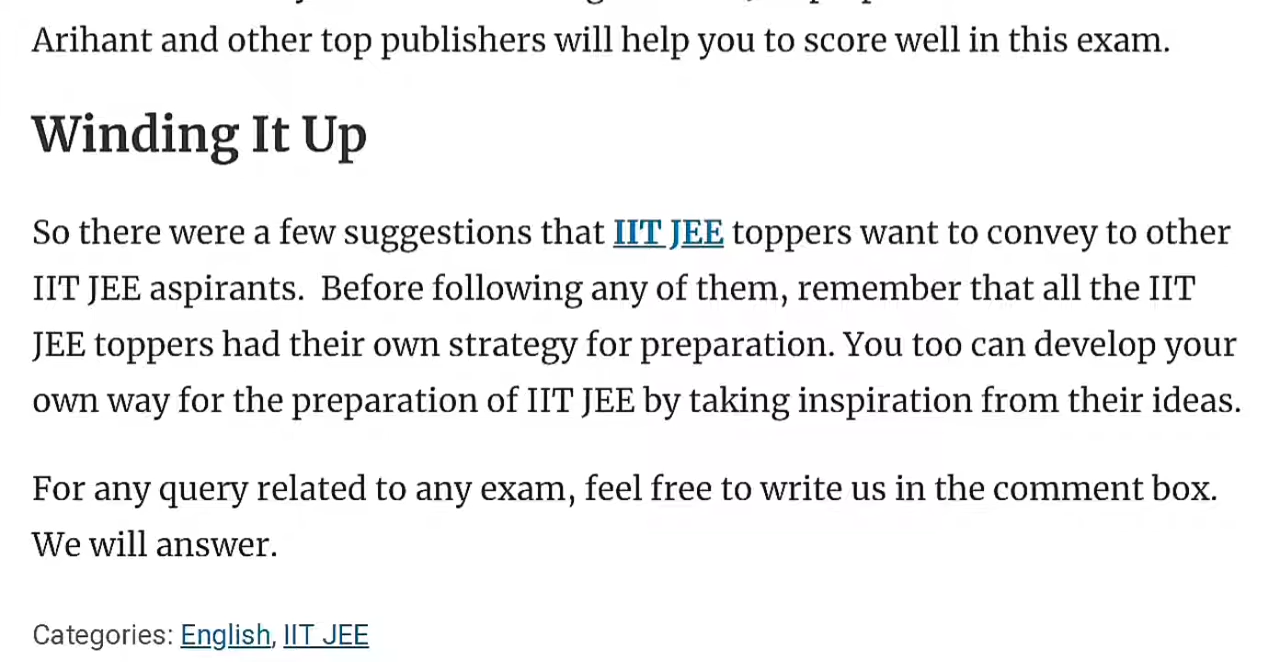 Arihant and other top publishers will help you to score well in this exam.
Winding It Up
So there were a few suggestions that IIT JEE toppers want to convey to other
IIT JEE aspirants.  Before following any of them, remember that all the IIT
JEE toppers had their own strategy for preparation. You too can develop your
own way for the preparation of IIT JEE by taking inspiration from their ideas.
For any query related to any exam, feel free to write us in the comment box.
We will answer.
Categories: English, IIT JEE